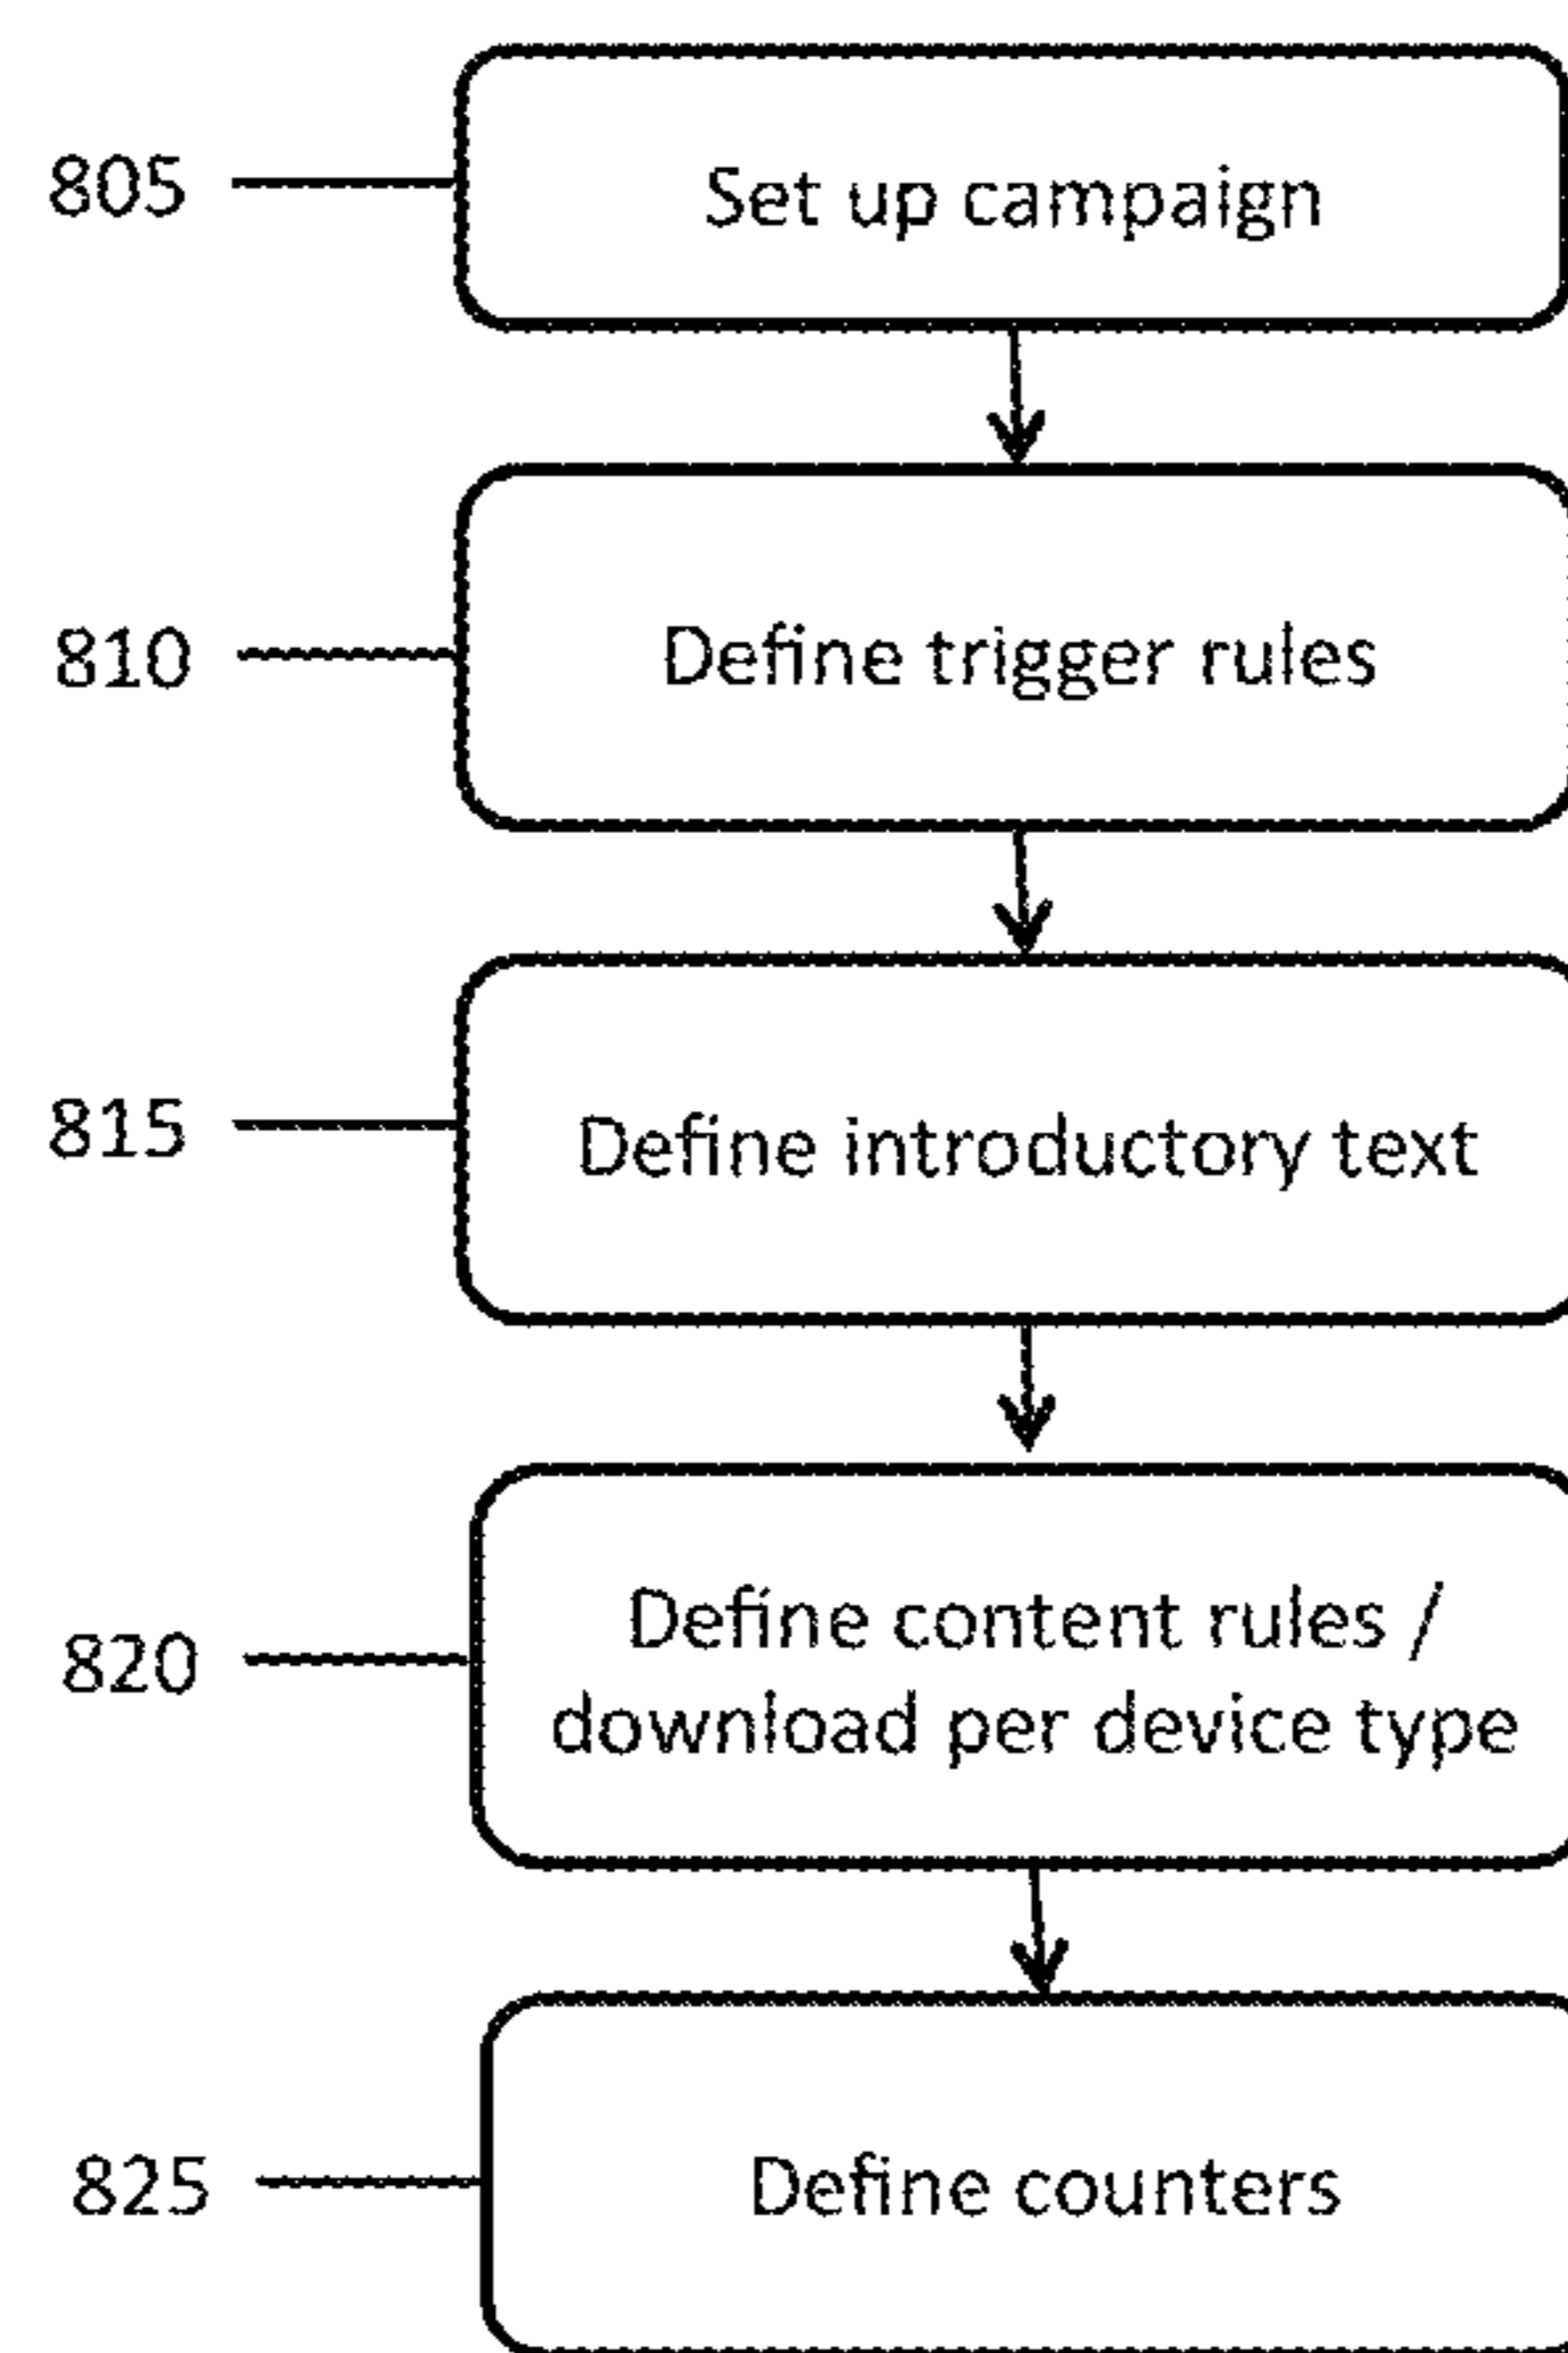 805
Set up campaign
810
Define trigger rules
815
Define introductory text
820
Define content rules /
download per device type
825
Define counters